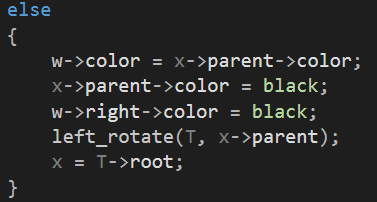 else
{
w->color = x->parent->color;
x->parent->color = black;
w->right->color = black;
left_rotate(T, x->parent);
x = T->root;
}